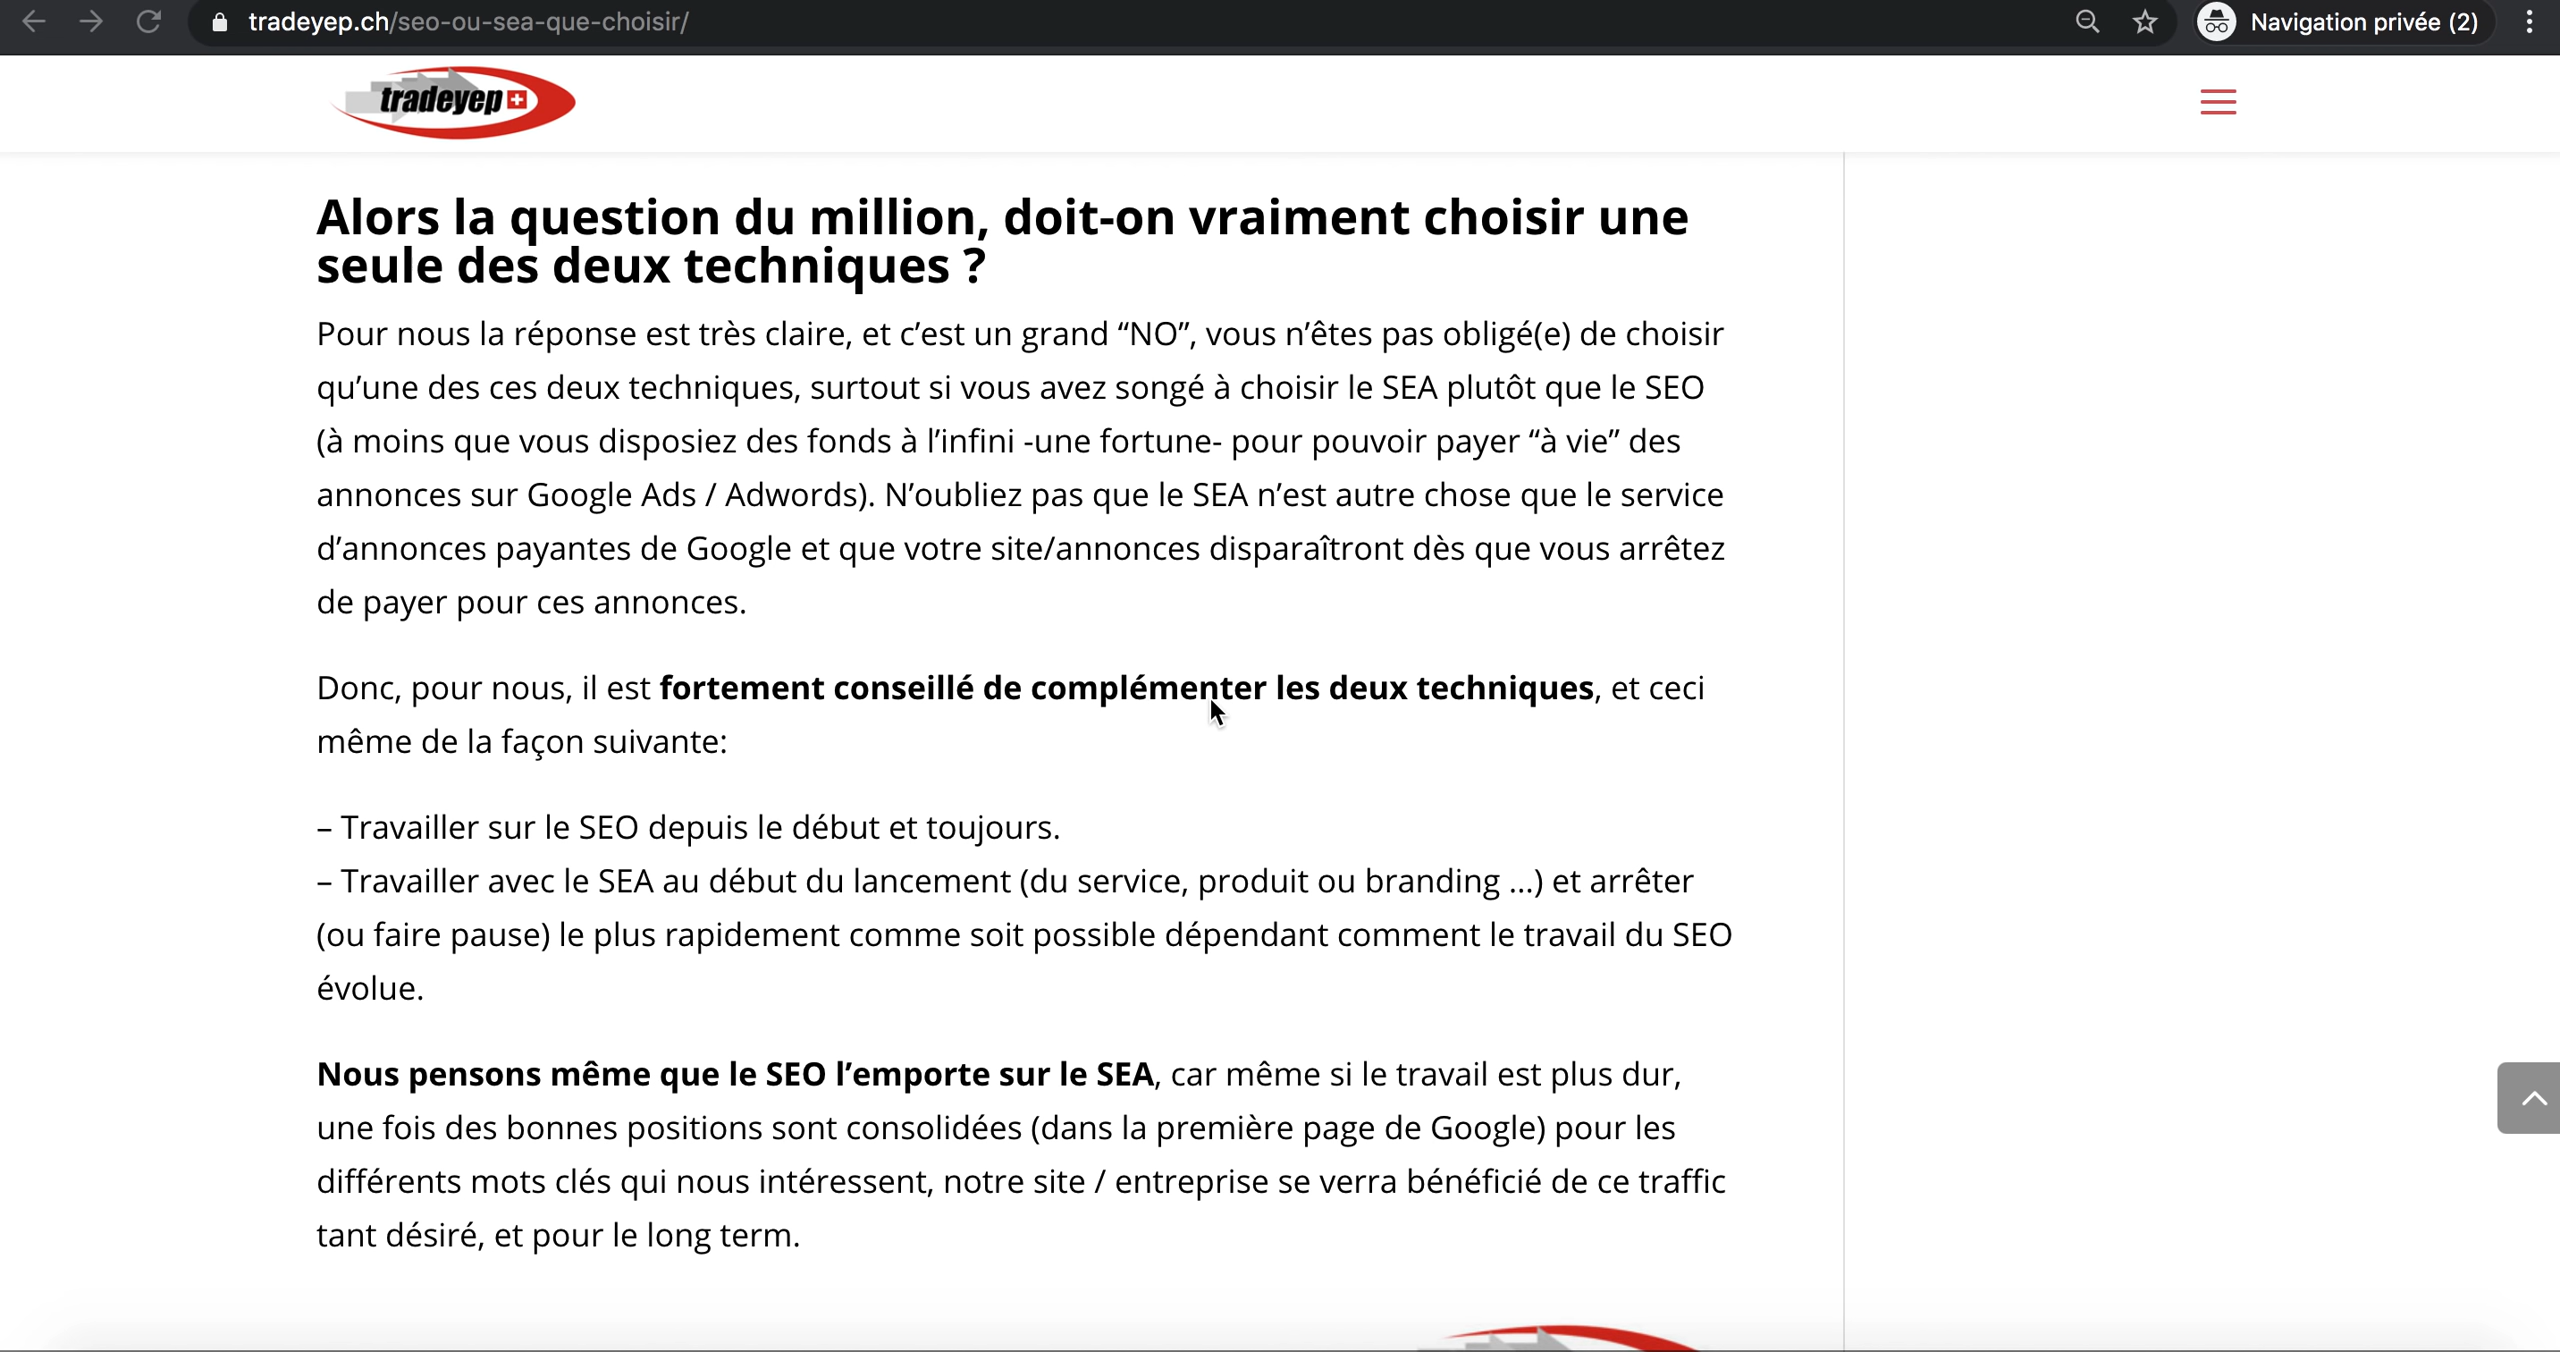 tradeyep.ch/seo-ou-sea-que-choisir/
Navigation privée (2)
tradeyep
Alors la question du million, doit-on vraiment choisir une
seule des deux techniques ?
Pour nous la réponse est très claire, et c’est un grand “NO”, vous n’êtes pas obligé(e) de choisir
qu’une des ces deux techniques, surtout si vous avez songé à choisir le SEA plutôt que le SEO
(à moins que vous disposiez des fonds à l’infini -une fortune- pour pouvoir payer “à vie” des
annonces sur Google Ads / Adwords). N’oubliez pas que le SEA n’est autre chose que le service
d’annonces payantes de Google et que votre site/annonces disparaîtront dès que vous arrêtez
de payer pour ces annonces.
Donc, pour nous, il est fortement conseillé de complémenter les deux techniques, et ceci
même de la façon suivante:
– Travailler sur le SEO depuis le début et toujours.
– Travailler avec le SEA au début du lancement (du service, produit ou branding …) et arrêter
(ou faire pause) le plus rapidement comme soit possible dépendant comment le travail du SEO
évolue.
Nous pensons même que le SEO l’emporte sur le SEA, car même si le travail est plus dur,
une fois des bonnes positions sont consolidées (dans la première page de Google) pour les
différents mots clés qui nous intéressent, notre site / entreprise se verra bénéficié de ce traffic
tant désiré, et pour le long term.